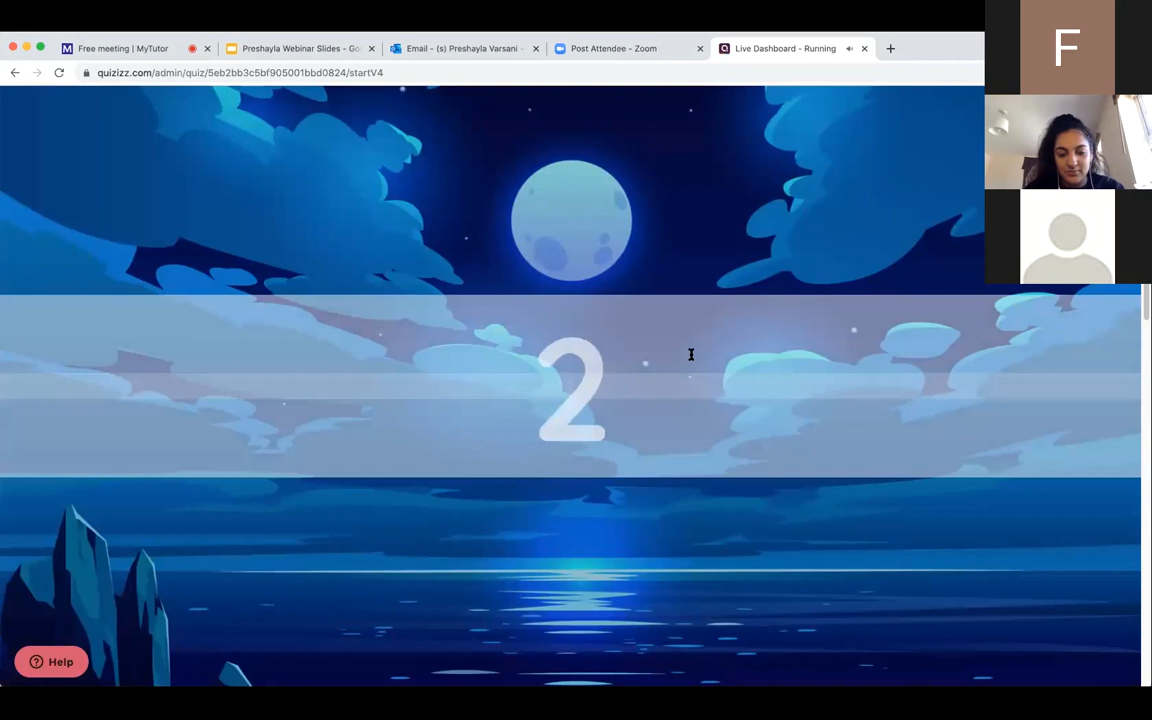 Free meeting | MyTutor
Preshayla Webinar Slides - Go
Email - (s) Preshayla Varsani -
Post Attendee - Zoom
Live Dashboard - Running
quizizz.com/admin/quiz/5eb2bb3c5bf905001bbd0824/startV4
F
2
Help